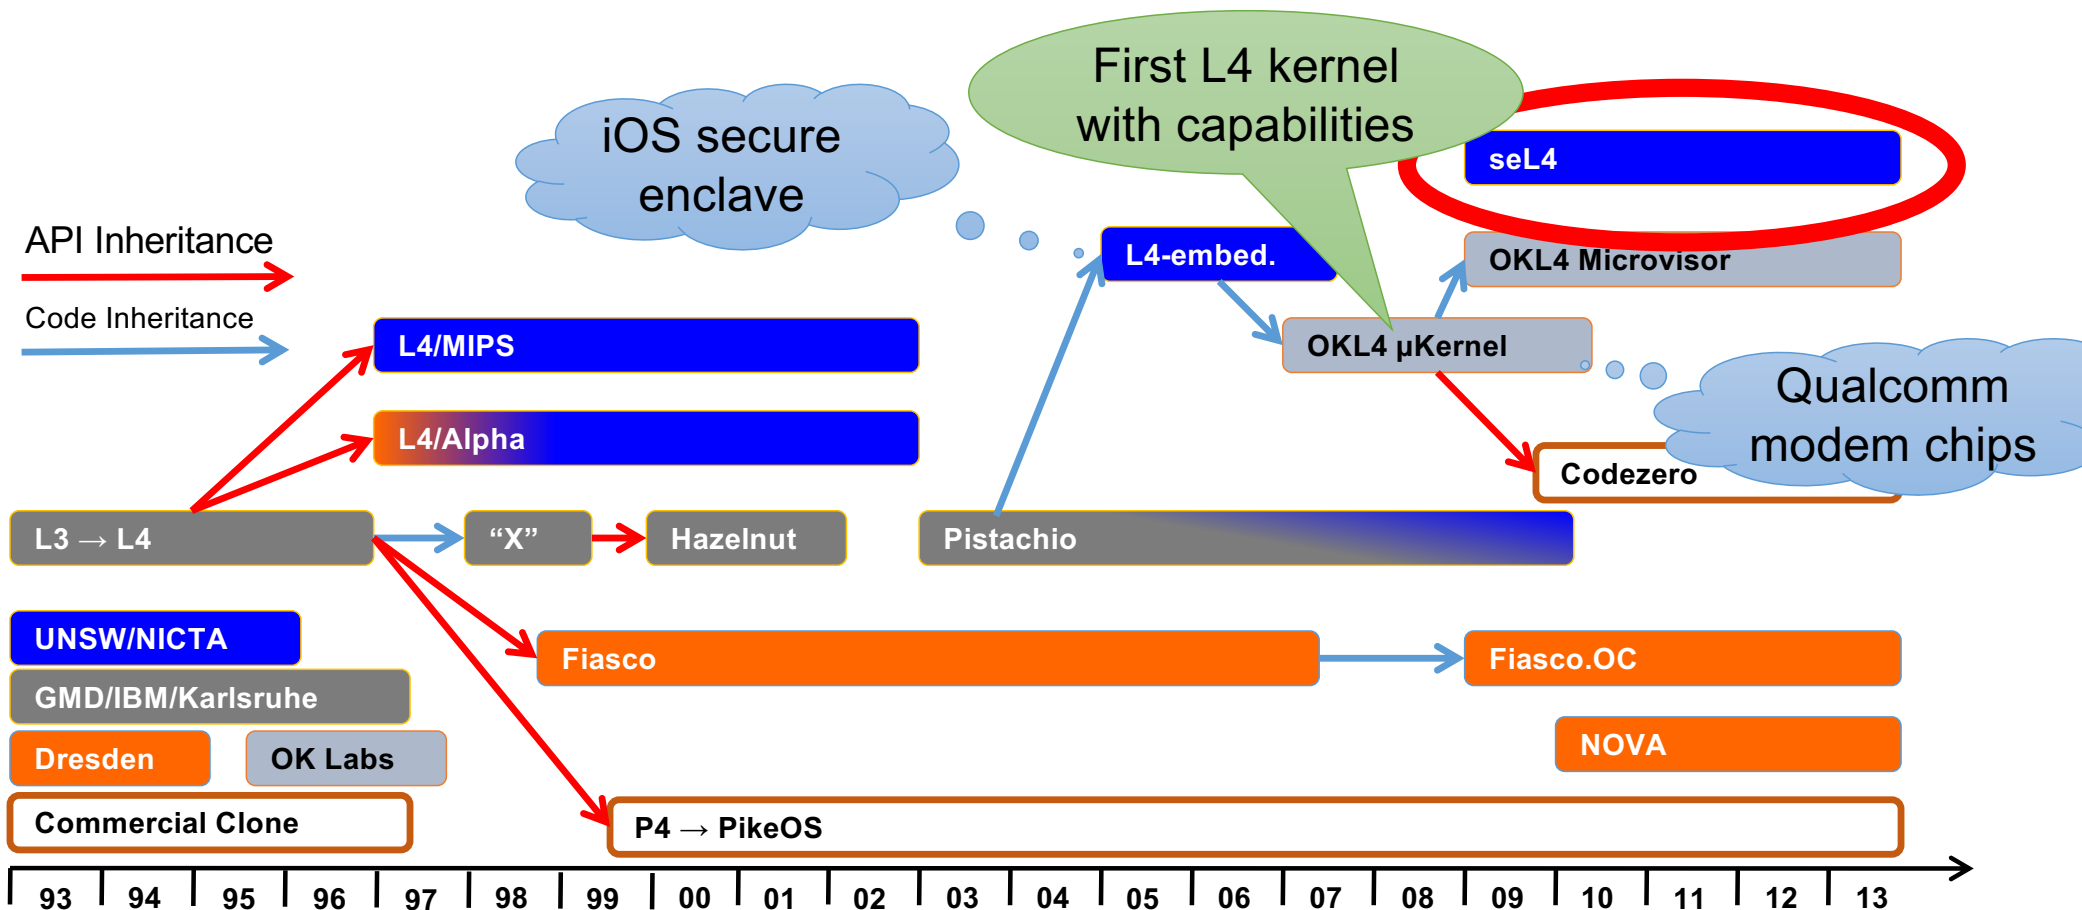 First L4 kernel
with capabilities
iOS secure
enclave
seL4
API Inheritance
L4-embed.
OKL4 Microvisor
Code Inheritance
L4/MIPS
OKL4 µKernel
Qualcomm
modem chips
L4/Alpha
Codezero
L3 → L4
“X”
Hazelnut
Pistachio
UNSW/NICTA
Fiasco
Fiasco.OC
GMD/IBM/Karlsruhe
Dresden
OK Labs
NOVA
Commercial Clone
P4 → PikeOS
93 94 95 96 97 98 99 00 01 02 03 04 05 06 07 08 09 10 11 12 13